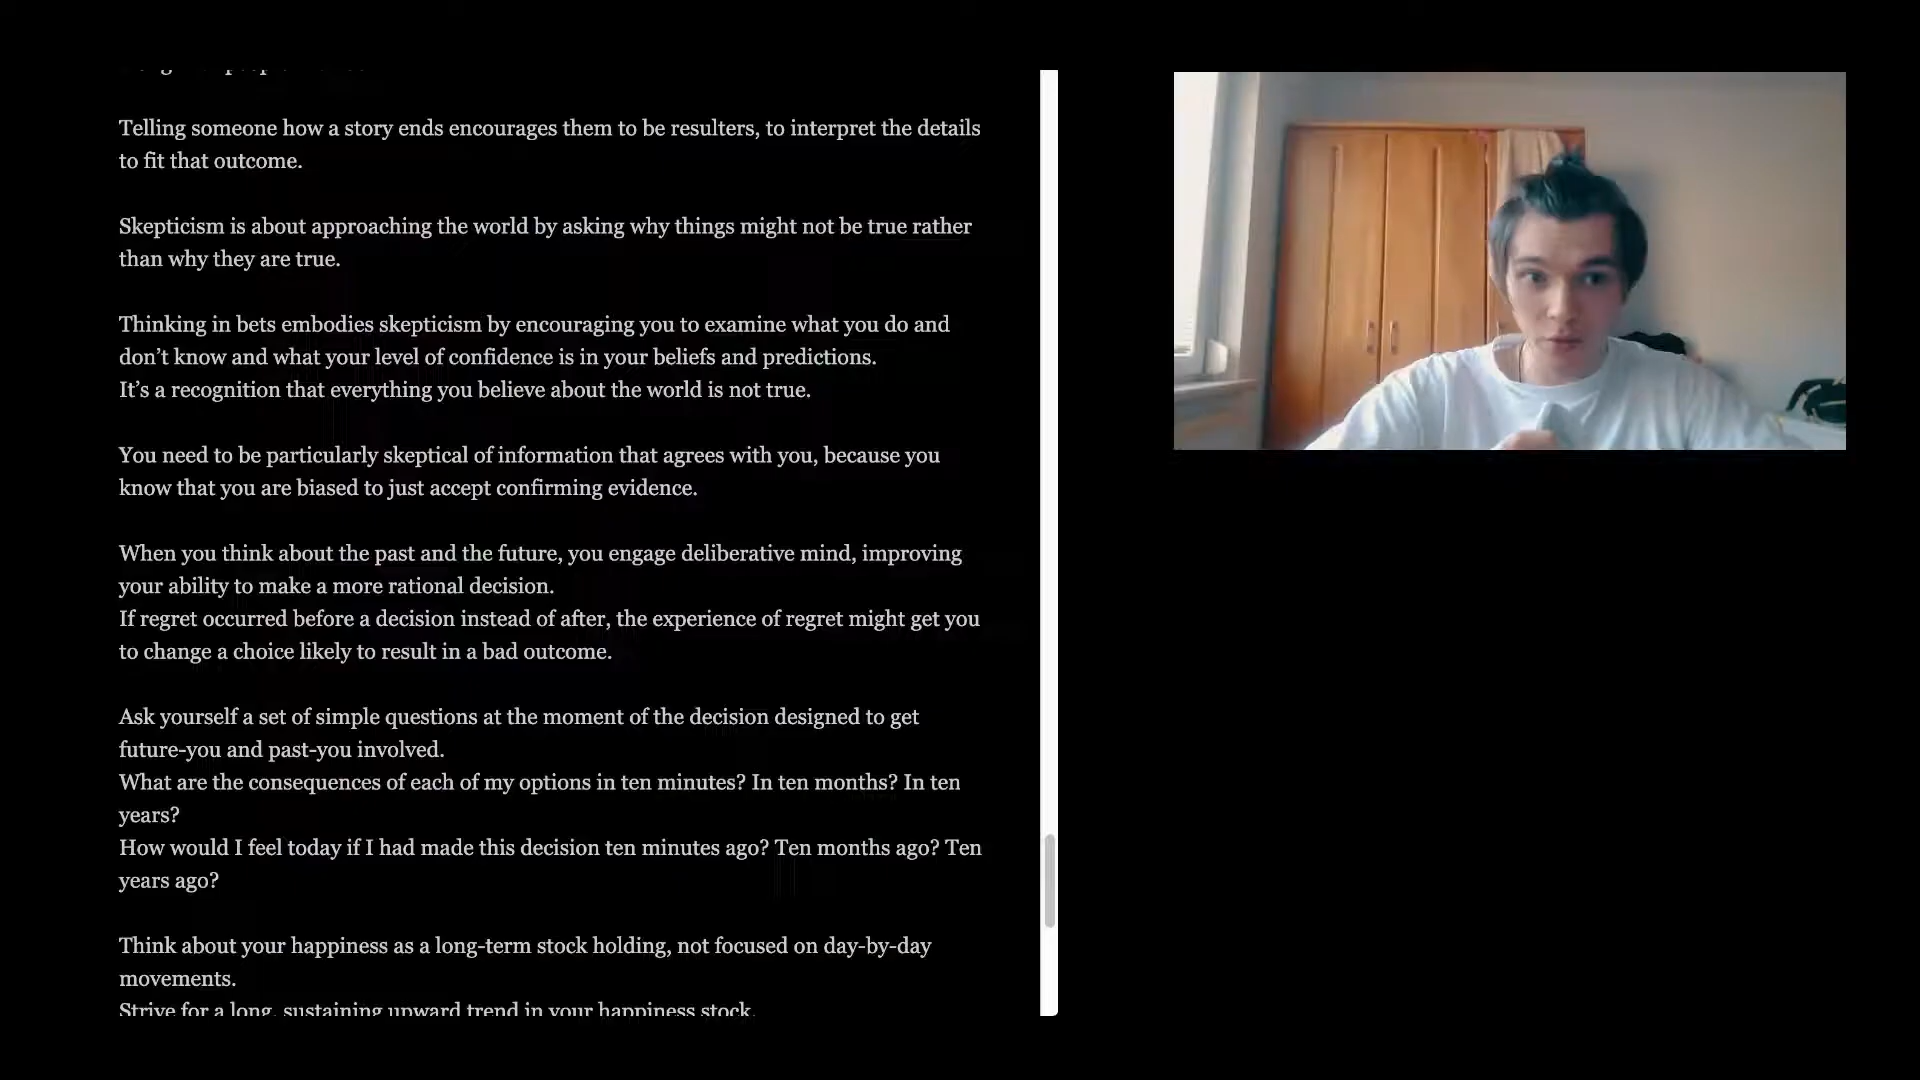 Telling someone how a story ends encourages them to be resulters, to interpret the details
to fit that outcome.
Skepticism is about approaching the world by asking why things might not be true rather
than why they are true.
Thinking in bets embodies skepticism by encouraging you to examine what you do and
don’t know and what your level of confidence is in your beliefs and predictions.
It’s a recognition that everything you believe about the world is not true.
You need to be particularly skeptical of information that agrees with you, because you
know that you are biased to just accept confirming evidence.
When you think about the past and the future, you engage deliberative mind, improving
your ability to make a more rational decision.
If regret occurred before a decision instead of after, the experience of regret might get you
to change a choice likely to result in a bad outcome.
Ask yourself a set of simple questions at the moment of the decision designed to get
future-you and past-you involved.
What are the consequences of each of my options in ten minutes? In ten months? In ten
years?
How would I feel today if I had made this decision ten minutes ago? Ten months ago? Ten
years ago?
Think about your happiness as a long-term stock holding, not focused on day-by-day
movements.
Strive for a long, sustaining upward trend in your happiness stock.